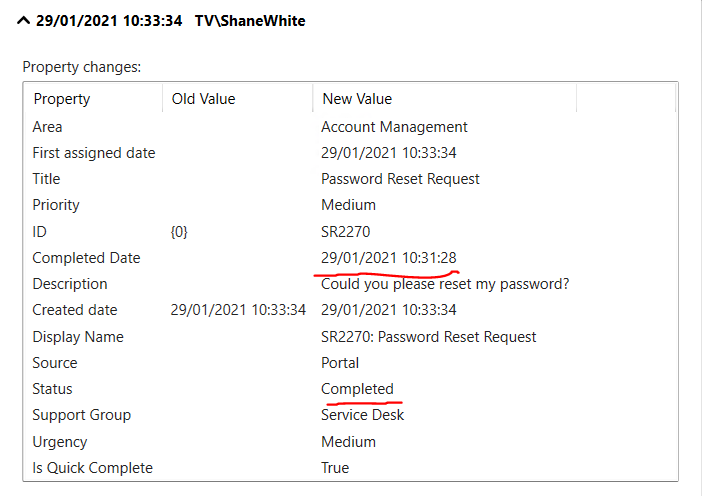 29/01/2021 10:33:34 TV\ShaneWhite
Property changes:
Property Old Value New Value
Area Account Management
First assigned date 29/01/2021 10:33:34
Title Password Reset Request
Priority Medium
ID {0} SR2270
Completed Date 29/01/2021 10:31:28
Description Could you please reset my password?
Created date 29/01/2021 10:33:34 29/01/2021 10:33:34
Display Name SR2270: Password Reset Request
Source Portal
Status Completed
Support Group Service Desk
Urgency Medium
Is Quick Complete True